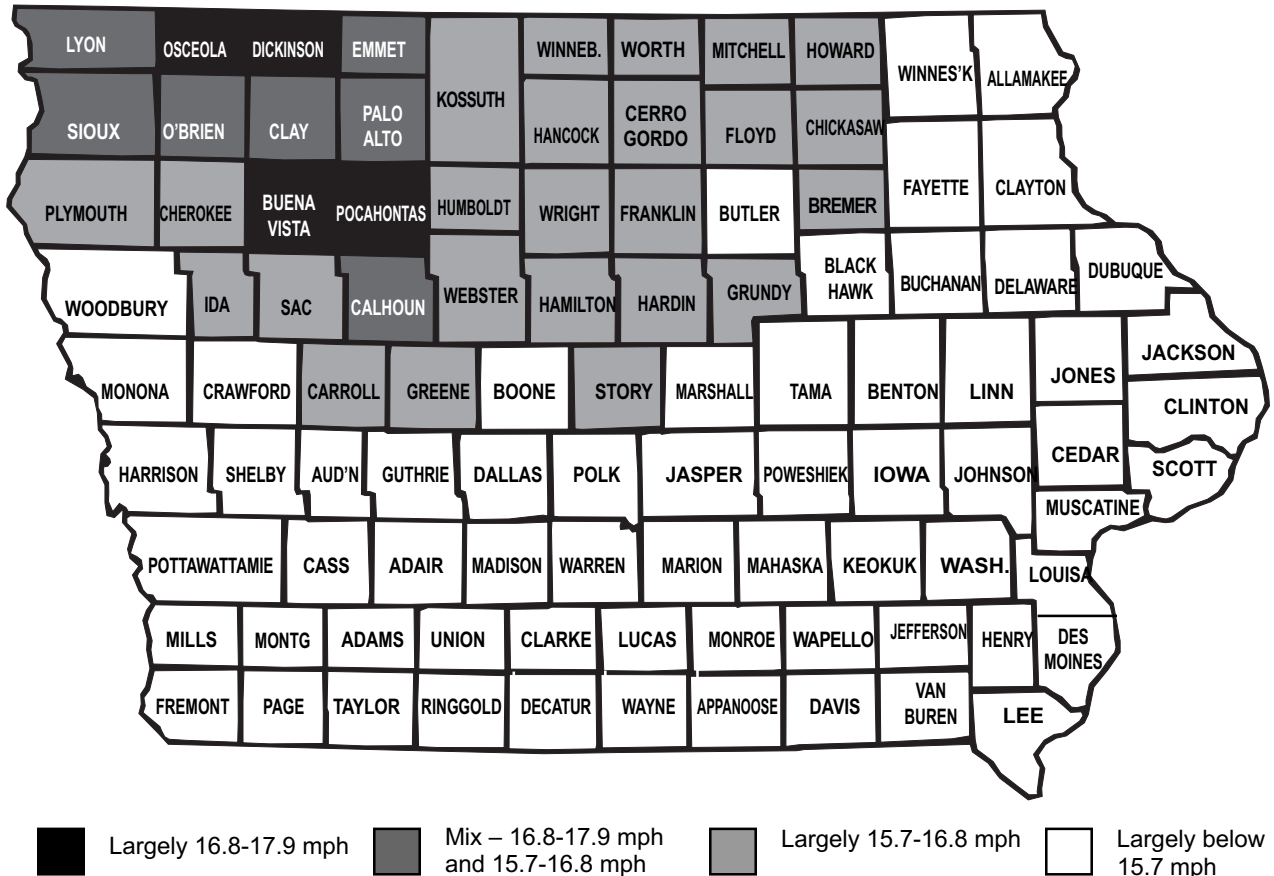 LYON
OSCEOLA
DICKINSON
EMMET
KOSSUTH
WINNEB.
WORTH
MITCHELL
HOWARD
WINNES'K
ALLAMAKEE
SIOUX
O'BRIEN
CLAY
PALO
ALTO
HANCOCK
CERRO
GORDO
FLOYD
CHICKASAW
PLYMOUTH
CHEROKEE
BUENA
VISTA
POCAHONTAS
HUMBOLDT
WRIGHT
FRANKLIN
BUTLER
BREMER
FAYETTE
CLAYTON
WOODBURY
IDA
SAC
CALHOUN
WEBSTER
HAMILTON
HARDIN
GRUNDY
BLACK
HAWK
BUCHANAN
DELAWARE
DUBUQUE
MONONA
CRAWFORD
CARROLL
GREENE
BOONE
STORY
MARSHALL
TAMA
BENTON
LINN
JONES
JACKSON
CLINTON
HARRISON
SHELBY
AUD'N
GUTHRIE
DALLAS
POLK
JASPER
POWESHIEK
IOWA
JOHNSON
CEDAR
SCOTT
MUSCATINE
POTTAWATTAMIE
CASS
ADAIR
MADISON
WARREN
MARION
MAHASKA
KEOKUK
WASH.
LOUISA
MILLS
MONTG
ADAMS
UNION
CLARKE
LUCAS
MONROE
WAPELLO
JEFFERSON
HENRY
DES
MOINES
FREMONT
PAGE
TAYLOR
RINGGOLD
DECATUR
WAYNE
APPANOOSE
DAVIS
VAN
BUREN
LEE
Largely 16.8-17.9 mph
Mix – 16.8-17.9 mph
and 15.7-16.8 mph
Largely 15.7-16.8 mph
Largely below
15.7 mph